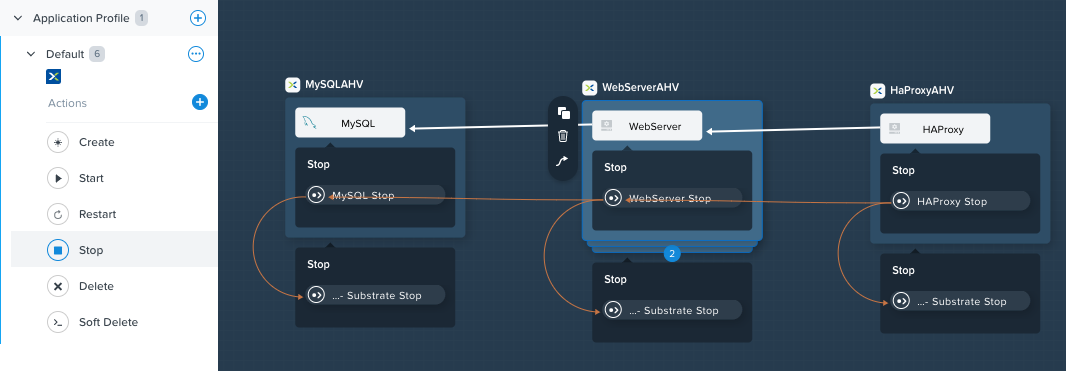 Application Profile 1
Default 6
Actions
Create
Start
Restart
Stop
Delete
Soft Delete
MySQLAHV
MySQL
Stop
MySQL Stop
Stop
...- Substrate Stop
WebServerAHV
WebServer
Stop
WebServer Stop
2
Stop
...- Substrate Stop
HaProxyAHV
HAProxy
Stop
HAProxy Stop
Stop
...- Substrate Stop